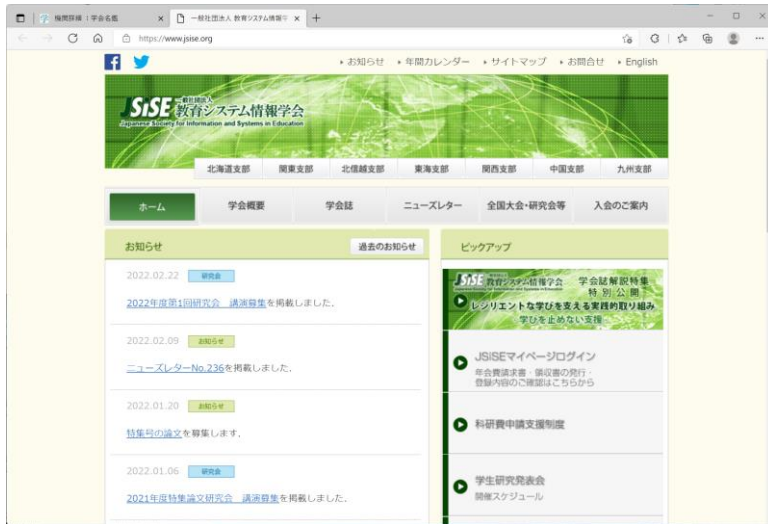 機関詳細 | 学会名鑑
一般社団法人 教育システム情報学
https://www.jsise.org
お知らせ 年間カレンダー サイトマップ お問合せ English
JSiSE 一般社団法人 教育システム情報学会
Japanese Society for Information and Systems in Education
北海道支部 関東支部 北信越支部 東海支部 関西支部 中国支部 九州支部
ホーム 学会概要 学会誌 ニューズレター 全国大会・研究会等 入会のご案内
お知らせ 過去のお知らせ
2022.02.22 研究会
2022年度第1回研究会 講演募集を掲載しました.
2022.02.09 お知らせ
ニューズレターNo.236を掲載しました.
2022.01.20 お知らせ
特集号の論文を募集します.
2022.01.06 研究会
2021年度特集論文研究会 講演募集を掲載しました.
ピックアップ
JSiSE 教育システム情報学会 学会誌解説特集
特別公開
レジリエントな学びを支える実践的取り組み
学びを止めない支援
JSiSEマイページログイン
年会費請求書・領収書の発行・
登録内容のご確認はこちらから
科研費申請支援制度
学生研究発表会
開催スケジュール